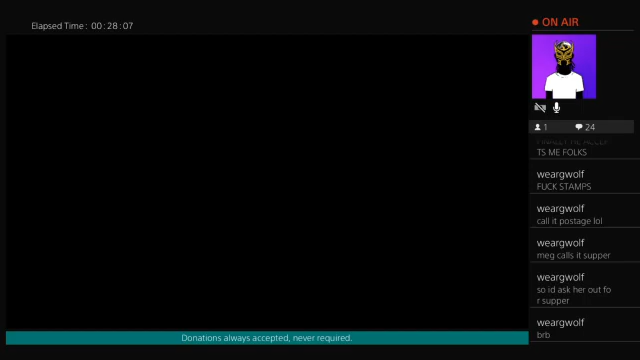 Elapsed Time: 00:28:07
ON AIR
1
24
TS ME FOLKS
weargwolf
FUCK STAMPS
weargwolf
call it postage lol
weargwolf
meg calls it supper
weargwolf
so id ask her out fo
r supper
weargwolf
brb
Donations always accepted, never required.